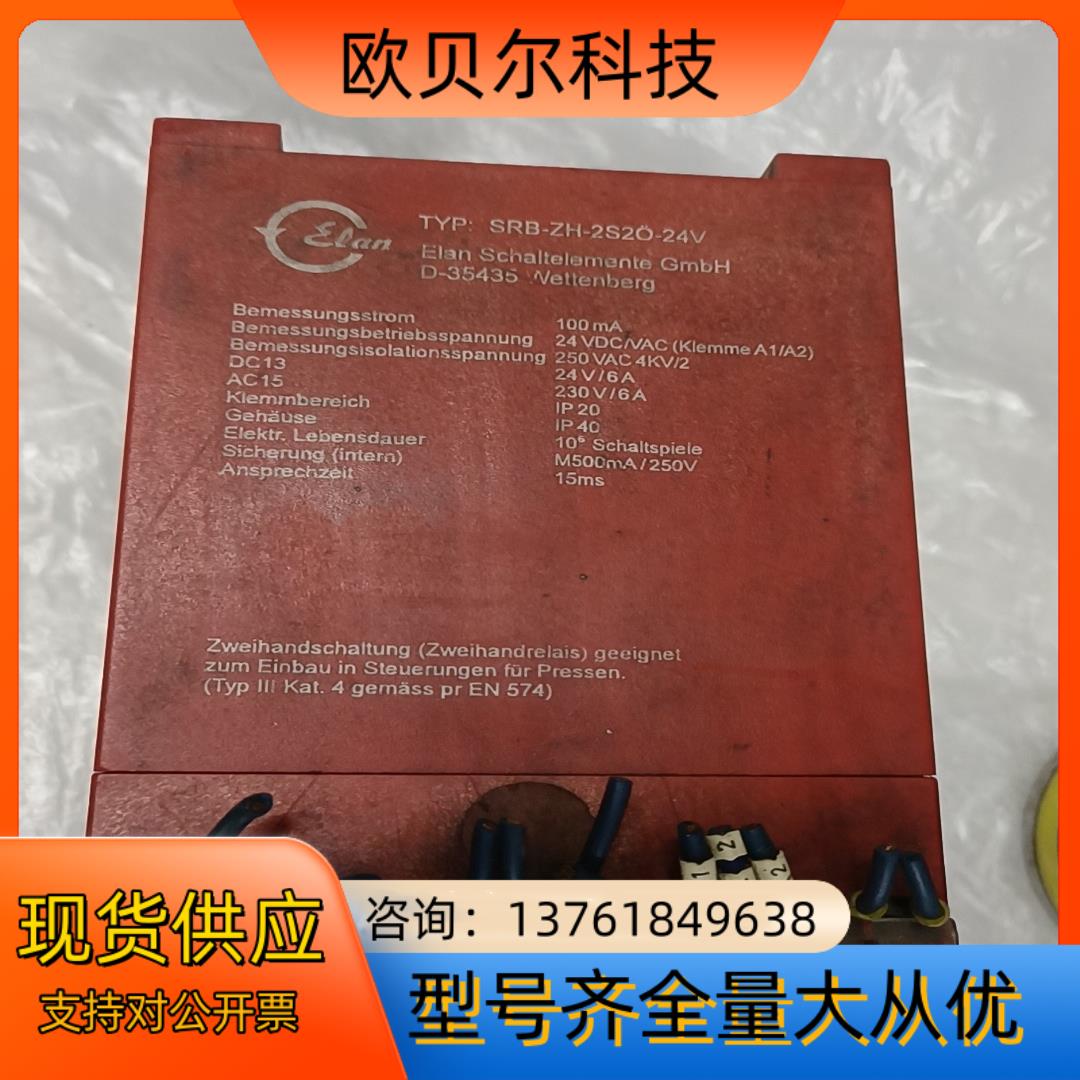 欧贝尔科技
Elan
TYP: SRB-ZH-2S2Ö-24V
Elan Schaltelemente GmbH
D-35435 Wettenberg
Bemessungsstrom 100 mA
Bemessungsbetriebsspannung 24 VDC/VAC (Klemme A1/A2)
Bemessungsisolationsspannung 250 VAC 4KV/2
DC13 24 V / 6 A
AC15 230 V / 6 A
Klemmbereich IP 20
Gehäuse IP 40
Elektr. Lebensdauer 10⁶ Schaltspiele
Sicherung (intern) M500mA / 250V
Ansprechzeit 15ms
Zweihandschaltung (Zweihandrelais) geeignet
zum Einbau in Steuerungen für Pressen.
(Typ III Kat. 4 gemäss pr EN 574)
1 2 2
现货供应
支持对公开票
咨询：13761849638
型号齐全量大从优